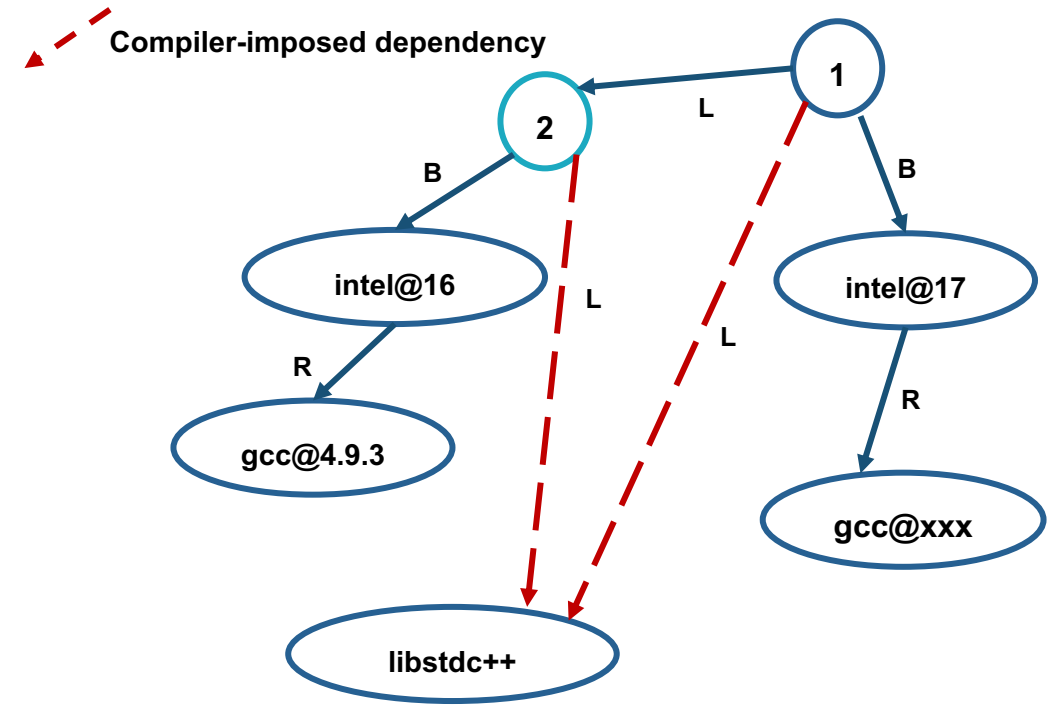 Compiler-imposed dependency
1
2
L
B
B
intel@16
intel@17
L
L
R
R
gcc@4.9.3
gcc@xxx
libstdc++